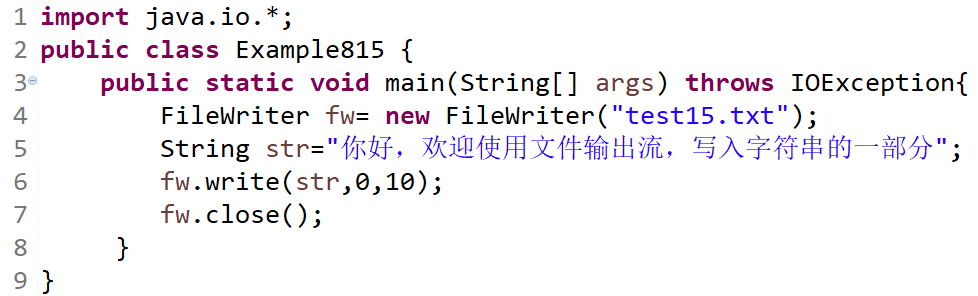 1 import java.io.*;
2 public class Example815 {
3 public static void main(String[] args) throws IOException{
4 FileWriter fw= new FileWriter("test15.txt");
5 String str="你好，欢迎使用文件输出流，写入字符串的一部分";
6 fw.write(str,0,10);
7 fw.close();
8 }
9 }